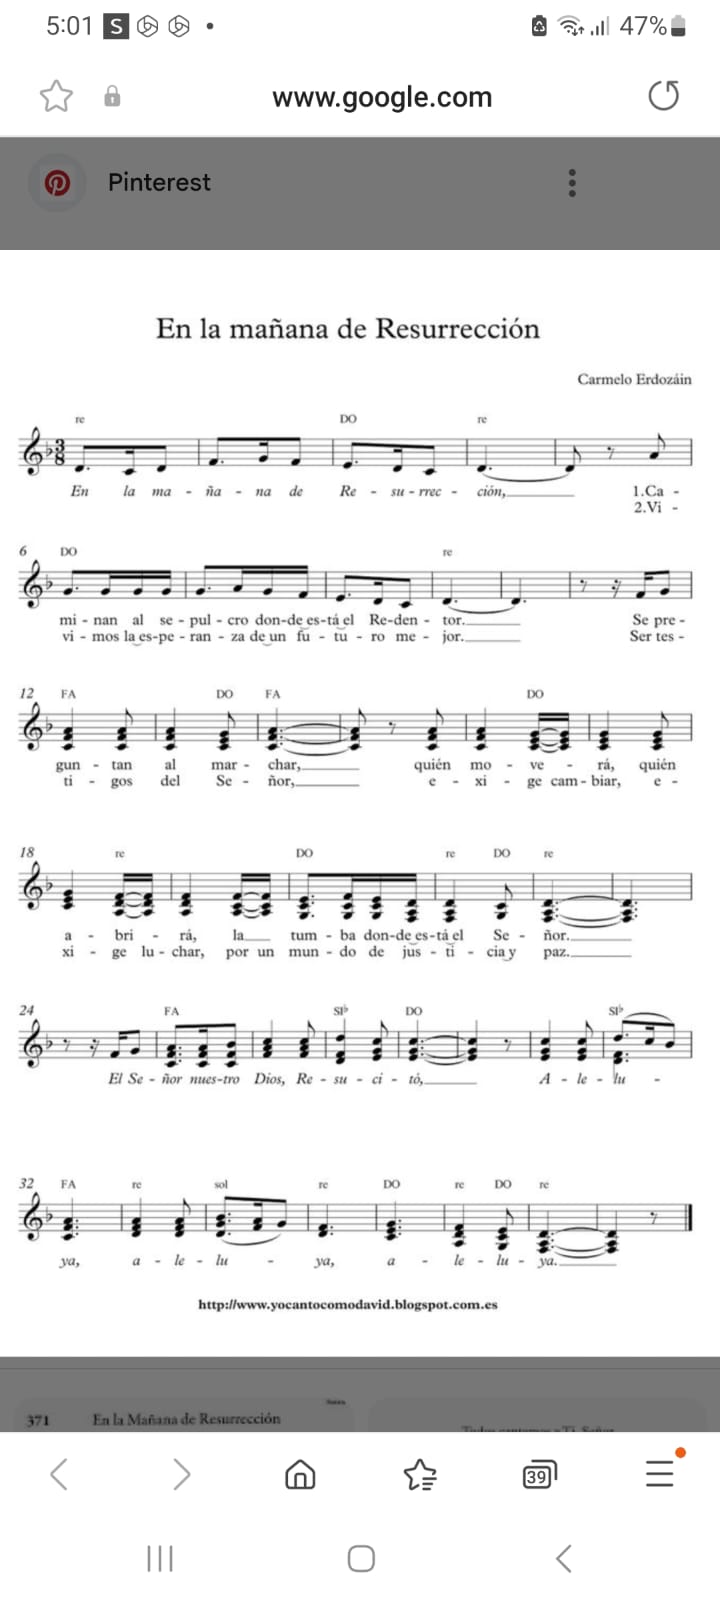 5:01 S 47%
www.google.com
Pinterest
En la mañana de Resurrección
Carmelo Erdozáin
re DO re
3
8
En la ma - ña - na de Re - su - rrec - ción, 1.Ca -
2.Vi -
6 DO re
mi - nan al se - pul - cro don-de es-tá el Re-den - tor. Se pre -
vi - mos la es-pe - ran - za de un fu - tu - ro me - jor. Ser tes -
12 FA DO FA DO
gun - tan al mar - char, quién mo - ve - rá, quién
ti - gos del Se - ñor, e - xi - ge cam - biar, e -
18 re DO re DO re
a - bri - rá, la tum - ba don-de es-tá el Se - ñor.
xi - ge lu - char, por un mun - do de jus - ti - cia y paz.
24 FA SI♭ DO SI♭
El Se - ñor nues-tro Dios, Re - su - ci - tó, A - le - lu -
32 FA re sol re DO re DO re
ya, a - le - lu - ya, a - le - lu - ya.
http://www.yocantocomodavid.blogspot.com.es
371 En la Mañana de Resurrección
39